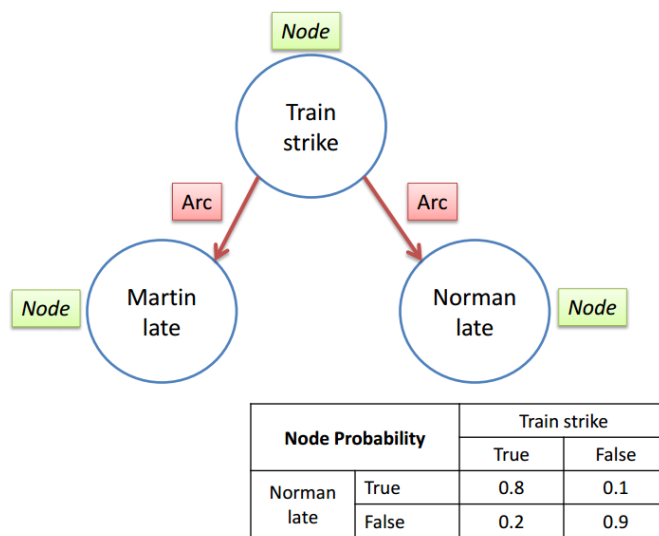 Node
Train
strike
Arc
Arc
Node
Martin
late
Norman
late
Node
Node Probability
Train strike
True
False
Norman
late
True
0.8
0.1
False
0.2
0.9